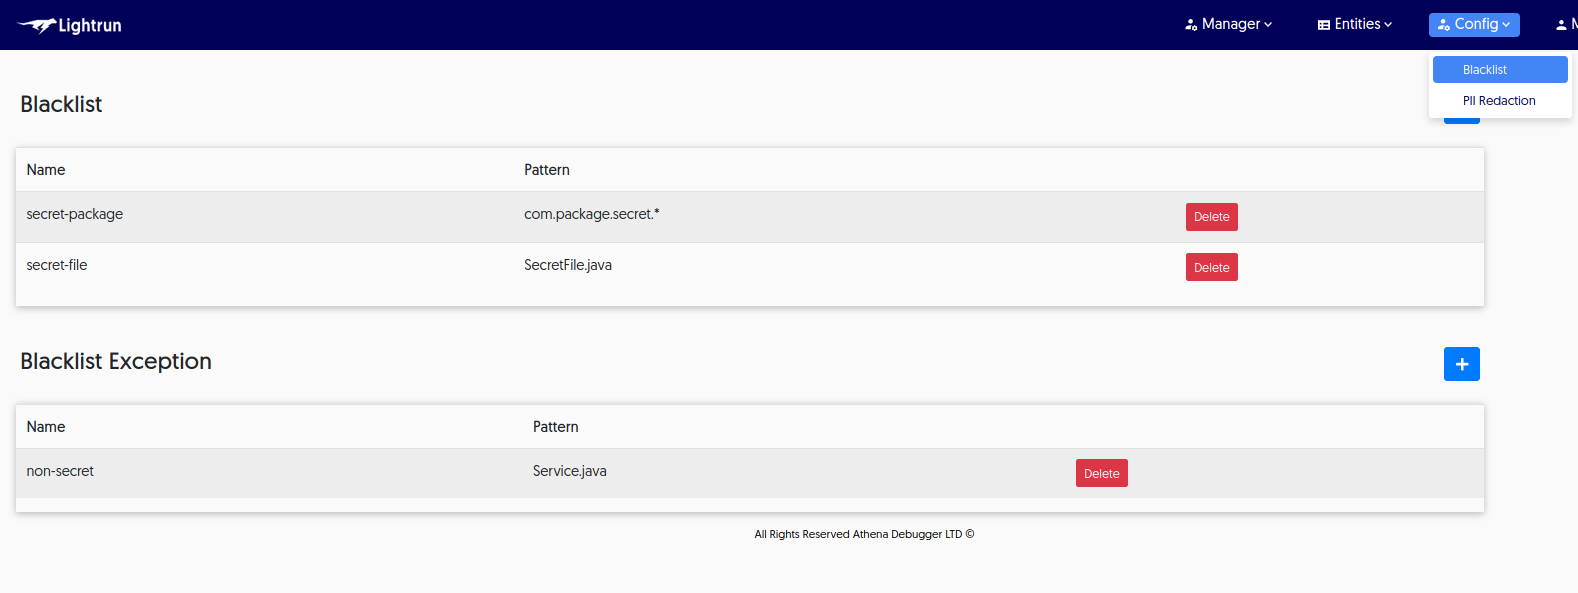 Lightrun
Manager
Entities
Config
Blacklist
PII Redaction
Blacklist
Name Pattern
secret-package com.package.secret.* Delete
secret-file SecretFile.java Delete
Blacklist Exception
+
Name Pattern
non-secret Service.java Delete
All Rights Reserved Athena Debugger LTD ©